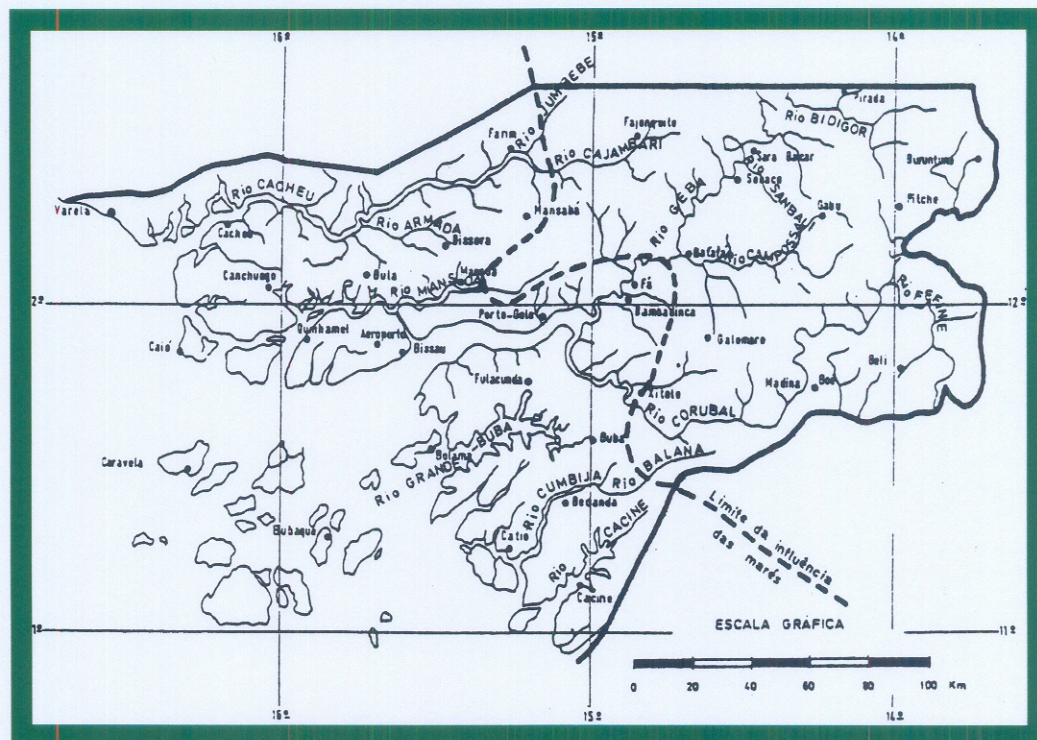 16º
15º
14º
Pirada
Rio BIDIGOR
Rio JUMBEBE
Farim
Fajonquito
Rio CAJAMBARI
Sara Bacar
Buruntuma
Sonaco
Rio SANBALI
Rio CACHEU
Varela
Cacheu
Rio ARMADA
Mansabá
Rio GEBA
Gabu
Pitche
Bissora
Bafatá
Rio CAMPOSSA
Canchungo
Bula
Mansoa
Rio MANSOA
Fá
Rio FEFINE
2º
12º
Porto-Gole
Bambadinca
Quinhamel
Aeroporto
Bissau
Galomaro
Caió
Fulacunda
Xitole
Madina
Boé
Beli
Rio CORUBAL
Buba
Caravela
Bolama
Rio GRANDE BUBA
Rio BALANA
Rio CUMBIJA
Bedanda
Bubaque
Catio
Rio CACINE
Cacine
Limite da influência
das marés
1º
11º
ESCALA GRÁFICA
0 20 40 60 80 100 Km
16º
15º
14º